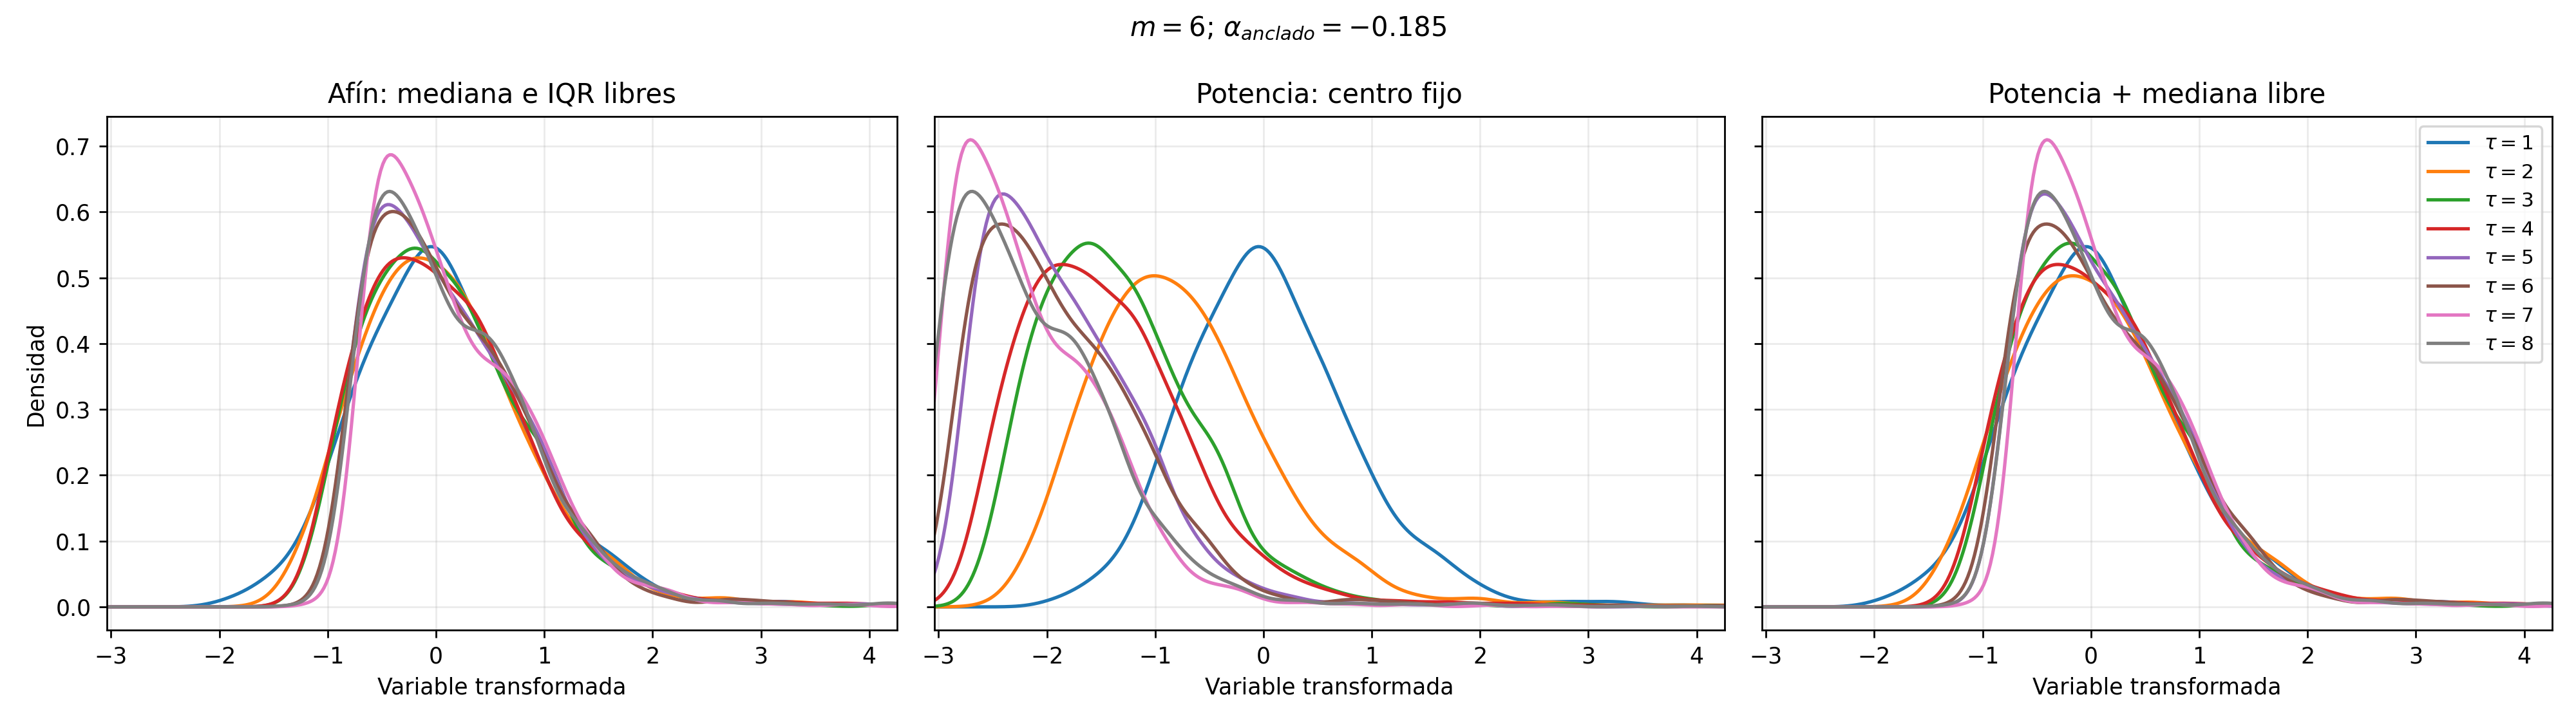 m = 6; α_anclado = −0.185
Afín: mediana e IQR libres
Densidad
0.7
0.6
0.5
0.4
0.3
0.2
0.1
0.0
−3 −2 −1 0 1 2 3 4
Variable transformada
Potencia: centro fijo
−3 −2 −1 0 1 2 3 4
Variable transformada
Potencia + mediana libre
τ = 1
τ = 2
τ = 3
τ = 4
τ = 5
τ = 6
τ = 7
τ = 8
−3 −2 −1 0 1 2 3 4
Variable transformada